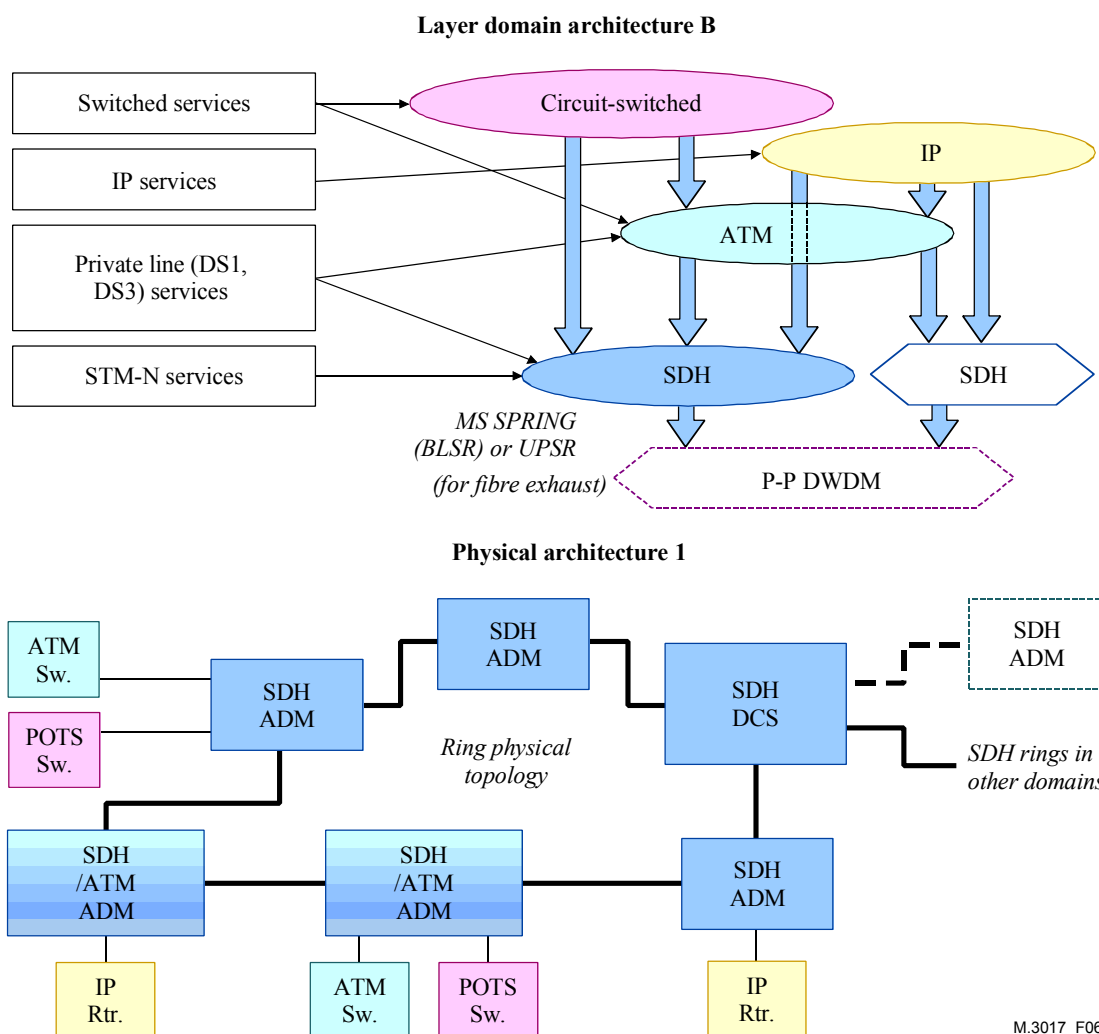 Layer domain architecture B
Switched services
Circuit-switched
IP
IP services
ATM
Private line (DS1,
DS3) services
STM-N services
SDH
SDH
MS SPRING
(BLSR) or UPSR
(for fibre exhaust)
P-P DWDM
Physical architecture 1
ATM
Sw.
SDH
ADM
SDH
ADM
SDH
DCS
SDH
ADM
POTS
Sw.
Ring physical
topology
SDH rings in
other domains
SDH
/ATM
ADM
SDH
/ATM
ADM
SDH
ADM
IP
Rtr.
ATM
Sw.
POTS
Sw.
IP
Rtr.
M.3017_F06